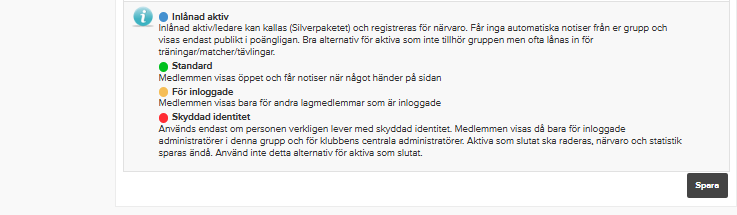 Inlånad aktiv
Inlånad aktiv/ledare kan kallas (Silverpaketet) och registreras för närvaro. Får inga automatiska notiser från er grupp och
visas endast publikt i poängligan. Bra alternativ för aktiva som inte tillhör gruppen men ofta lånas in för
träningar/matcher/tävlingar.
Standard
Medlemmen visas öppet och får notiser när något händer på sidan
För inloggade
Medlemmen visas bara för andra lagmedlemmar som är inloggade
Skyddad identitet
Används endast om personen verkligen lever med skyddad identitet. Medlemmen visas då bara för inloggade
administratörer i denna grupp och för klubbens centrala administratörer. Aktiva som slutat ska raderas, närvaro och statistik
sparas ändå. Använd inte detta alternativ för aktiva som slutat.
Spara